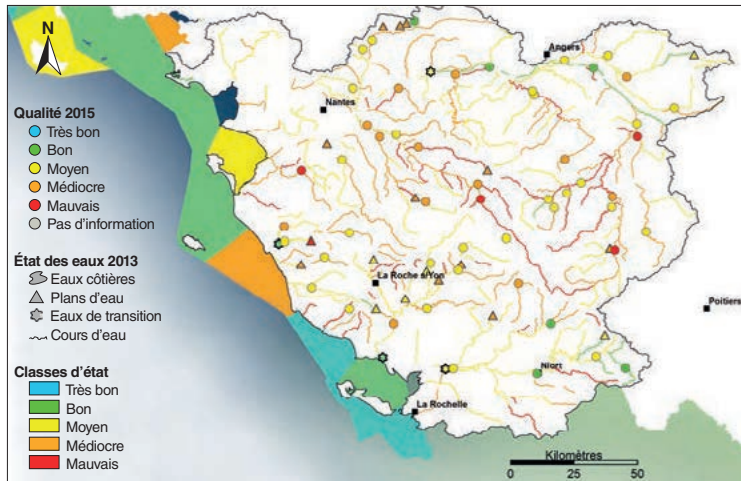 N
Angers
Nantes
Qualité 2015
Très bon
Bon
Moyen
Médiocre
Mauvais
Pas d'information
État des eaux 2013
Eaux côtières
Plans d'eau
Eaux de transition
Cours d'eau
La Roche s/Yon
Poitiers
Classes d'état
Très bon
Bon
Moyen
Médiocre
Mauvais
Niort
La Rochelle
Kilomètres
0 25 50